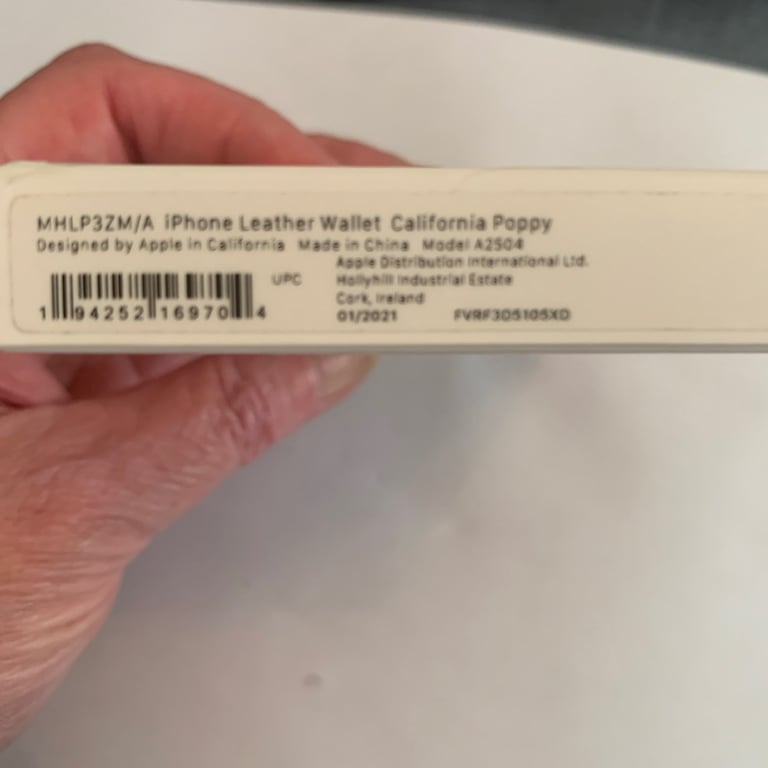 MHLP3ZM/A iPhone Leather Wallet California Poppy
Designed by Apple in California Made in China Model A2504
Apple Distribution International Ltd.
Hollyhill Industrial Estate
Cork, Ireland
UPC
1 94252 16970 4
01/2021 FVRF3D5105XD